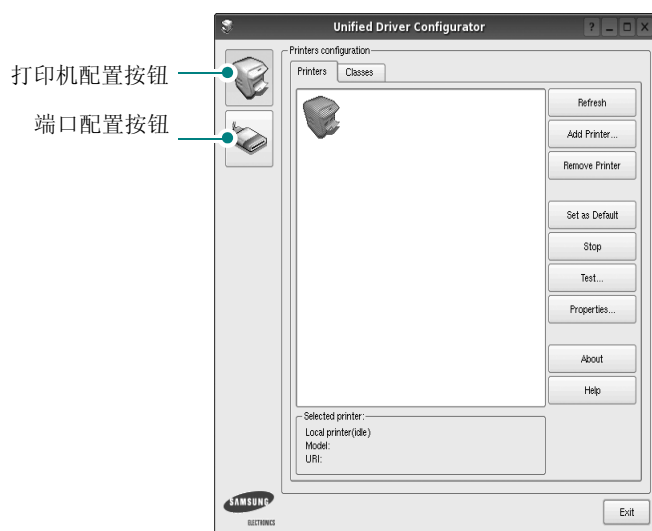 Unified Driver Configurator
打印机配置按钮
端口配置按钮
Printers configuration
Printers
Classes
Refresh
Add Printer...
Remove Printer
Set as Default
Stop
Test...
Properties...
About
Help
Selected printer:
Local printer(idle)
Model:
URI:
SAMSUNG
ELECTRONICS
Exit